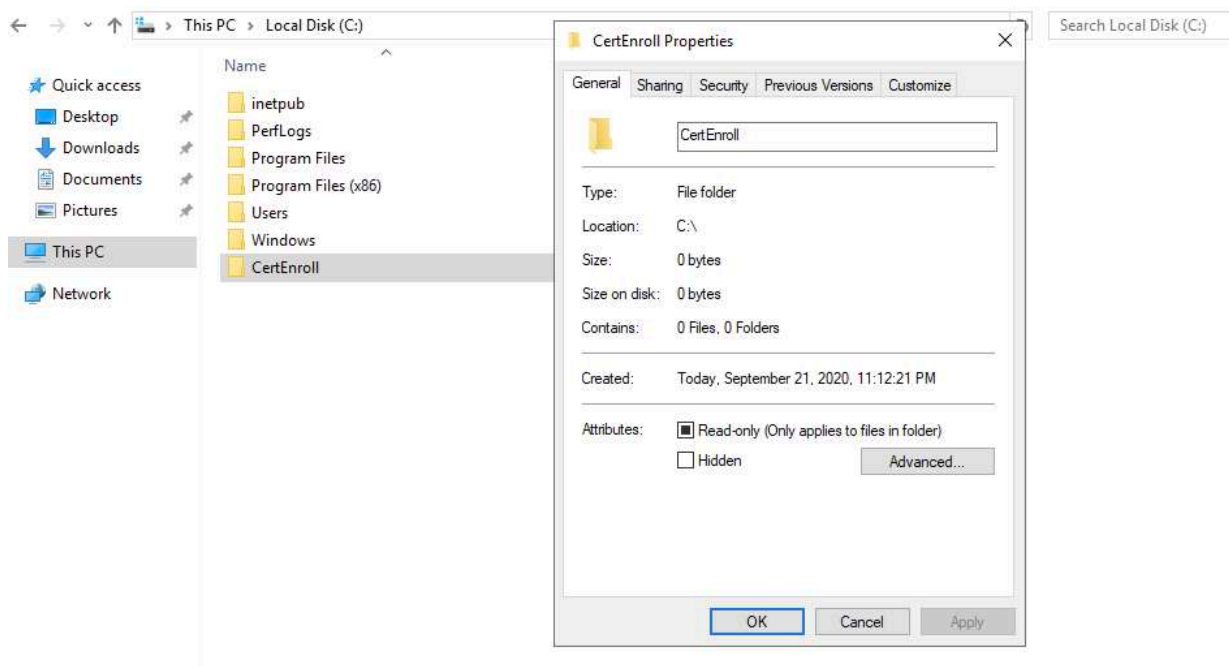 This PC > Local Disk (C:)
Search Local Disk (C:)
Quick access
Desktop
Downloads
Documents
Pictures
This PC
Network
Name
inetpub
PerfLogs
Program Files
Program Files (x86)
Users
Windows
CertEnroll
CertEnroll Properties
General Sharing Security Previous Versions Customize
CertEnroll
Type: File folder
Location: C:\
Size: 0 bytes
Size on disk: 0 bytes
Contains: 0 Files, 0 Folders
Created: Today, September 21, 2020, 11:12:21 PM
Attributes: Read-only (Only applies to files in folder)
Hidden Advanced...
OK Cancel Apply